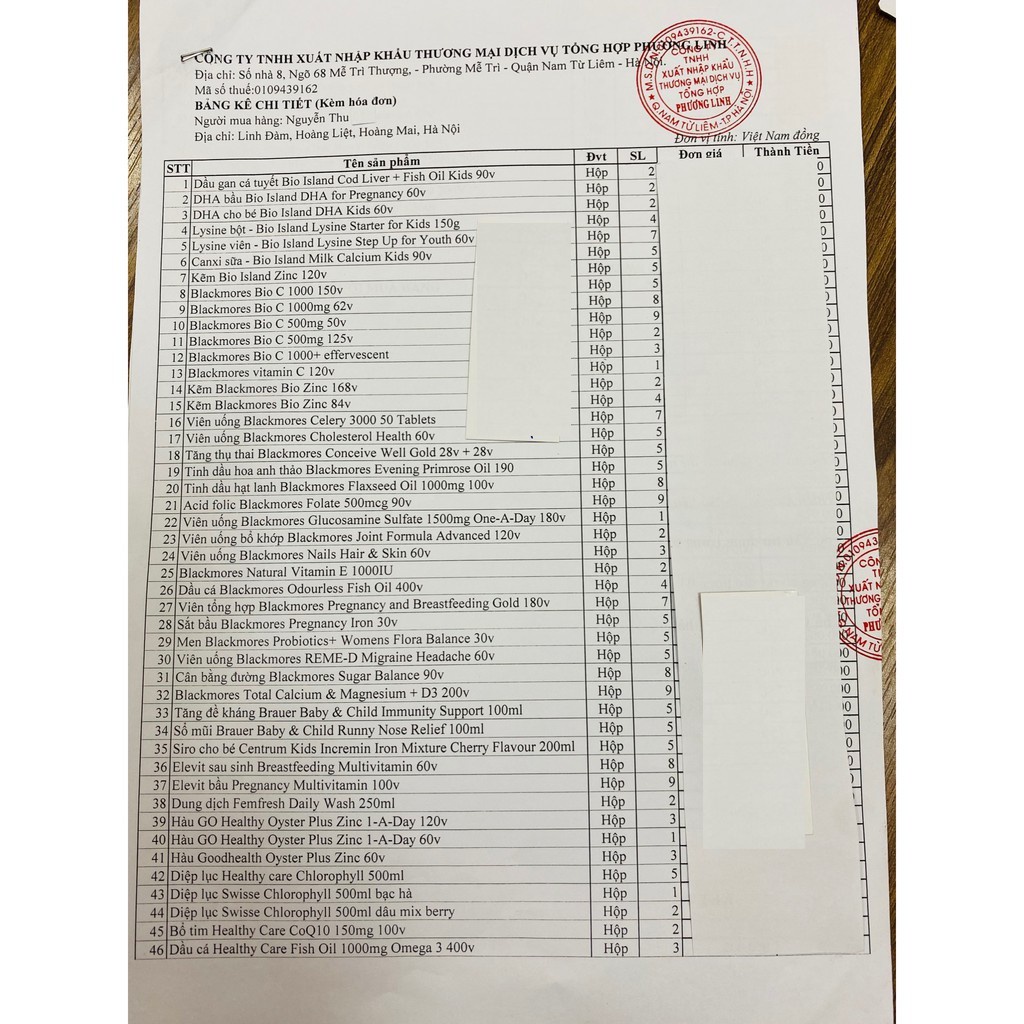 CÔNG TY TNHH XUẤT NHẬP KHẨU THƯƠNG MẠI DỊCH VỤ TỔNG HỢP PHƯƠNG LINH
Địa chỉ: Số nhà 8, Ngõ 68 Mễ Trì Thượng, - Phường Mễ Trì - Quận Nam Từ Liêm - Hà Nội.
Mã số thuế:0109439162
BẢNG KÊ CHI TIẾT (Kèm hóa đơn)
Người mua hàng: Nguyễn Thu
Địa chỉ: Linh Đàm, Hoàng Liệt, Hoàng Mai, Hà Nội
M.S.D.N: 0109439162-C.T.T.N.H.H
CÔNG TY
TNHH
XUẤT NHẬP KHẨU
THƯƠNG MẠI DỊCH VỤ
TỔNG HỢP
PHƯƠNG LINH
Q.NAM TỪ LIÊM-TP HÀ NỘI
Đơn vị tính: Việt Nam đồng
STT Tên sản phẩm Đvt SL Đơn giá Thành Tiền
1 Dầu gan cá tuyết Bio Island Cod Liver + Fish Oil Kids 90v Hộp 2
2 DHA bầu Bio Island DHA for Pregnancy 60v Hộp 2
3 DHA cho bé Bio Island DHA Kids 60v Hộp 2
4 Lysine bột - Bio Island Lysine Starter for Kids 150g Hộp 4
5 Lysine viên - Bio Island Lysine Step Up for Youth 60v Hộp 7
6 Canxi sữa - Bio Island Milk Calcium Kids 90v Hộp 5
7 Kẽm Bio Island Zinc 120v Hộp 5
8 Blackmores Bio C 1000 150v Hộp 5
9 Blackmores Bio C 1000mg 62v Hộp 8
10 Blackmores Bio C 500mg 50v Hộp 9
11 Blackmores Bio C 500mg 125v Hộp 2
12 Blackmores Bio C 1000+ effervescent Hộp 3
13 Blackmores vitamin C 120v Hộp 1
14 Kẽm Blackmores Bio Zinc 168v Hộp 2
15 Kẽm Blackmores Bio Zinc 84v Hộp 4
16 Viên uống Blackmores Celery 3000 50 Tablets Hộp 7
17 Viên uống Blackmores Cholesterol Health 60v Hộp 5
18 Tăng thụ thai Blackmores Conceive Well Gold 28v + 28v Hộp 5
19 Tinh dầu hoa anh thảo Blackmores Evening Primrose Oil 190 Hộp 5
20 Tinh dầu hạt lanh Blackmores Flaxseed Oil 1000mg 100v Hộp 8
21 Acid folic Blackmores Folate 500mcg 90v Hộp 9
22 Viên uống Blackmores Glucosamine Sulfate 1500mg One-A-Day 180v Hộp 1
23 Viên uống bổ khớp Blackmores Joint Formula Advanced 120v Hộp 2
24 Viên uống Blackmores Nails Hair & Skin 60v Hộp 3
25 Blackmores Natural Vitamin E 1000IU Hộp 2
26 Dầu cá Blackmores Odourless Fish Oil 400v Hộp 4
27 Viên tổng hợp Blackmores Pregnancy and Breastfeeding Gold 180v Hộp 7
28 Sắt bầu Blackmores Pregnancy Iron 30v Hộp 5
29 Men Blackmores Probiotics+ Womens Flora Balance 30v Hộp 5
30 Viên uống Blackmores REME-D Migraine Headache 60v Hộp 5
31 Cân bằng đường Blackmores Sugar Balance 90v Hộp 8
32 Blackmores Total Calcium & Magnesium + D3 200v Hộp 9
33 Tăng đề kháng Brauer Baby & Child Immunity Support 100ml Hộp 5
34 Sổ mũi Brauer Baby & Child Runny Nose Relief 100ml Hộp 5
35 Siro cho bé Centrum Kids Incremin Iron Mixture Cherry Flavour 200ml Hộp 5
36 Elevit sau sinh Breastfeeding Multivitamin 60v Hộp 8
37 Elevit bầu Pregnancy Multivitamin 100v Hộp 9
38 Dung dịch Femfresh Daily Wash 250ml Hộp 2
39 Hàu GO Healthy Oyster Plus Zinc 1-A-Day 120v Hộp 3
40 Hàu GO Healthy Oyster Plus Zinc 1-A-Day 60v Hộp 1
41 Hàu Goodhealth Oyster Plus Zinc 60v Hộp 3
42 Diệp lục Healthy care Chlorophyll 500ml Hộp 5
43 Diệp lục Swisse Chlorophyll 500ml bạc hà Hộp 1
44 Diệp lục Swisse Chlorophyll 500ml dâu mix berry Hộp 2
45 Bổ tim Healthy Care CoQ10 150mg 100v Hộp 2
46 Dầu cá Healthy Care Fish Oil 1000mg Omega 3 400v Hộp 3